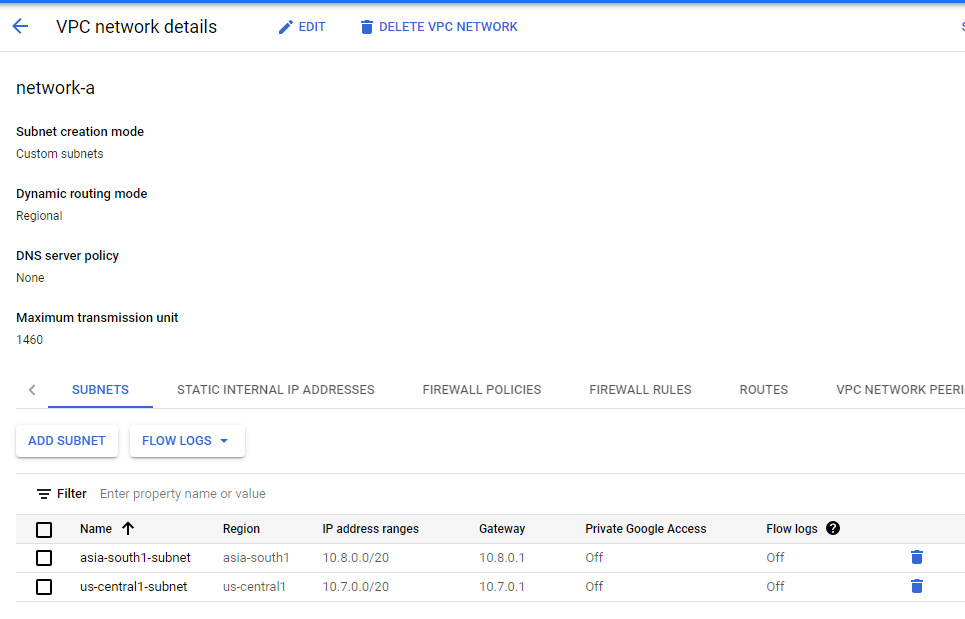 VPC network details EDIT DELETE VPC NETWORK
network-a
Subnet creation mode
Custom subnets
Dynamic routing mode
Regional
DNS server policy
None
Maximum transmission unit
1460
SUBNETS STATIC INTERNAL IP ADDRESSES FIREWALL POLICIES FIREWALL RULES ROUTES VPC NETWORK PEERI
ADD SUBNET FLOW LOGS
Filter Enter property name or value
Name Region IP address ranges Gateway Private Google Access Flow logs
asia-south1-subnet asia-south1 10.8.0.0/20 10.8.0.1 Off Off
us-central1-subnet us-central1 10.7.0.0/20 10.7.0.1 Off Off